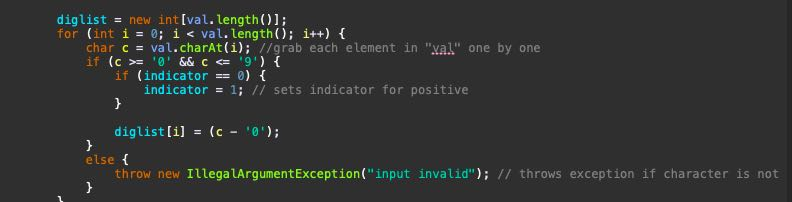 diglist = new int[val.length()];
for (int i = 0; i < val.length(); i++) {
char c = val.charAt(i); //grab each element in "val" one by one
if (c >= '0' && c <= '9') {
if (indicator == 0) {
indicator = 1; // sets indicator for positive
}
diglist[i] = (c - '0');
}
else {
throw new IllegalArgumentException("input invalid"); // throws exception if character is not
}
}